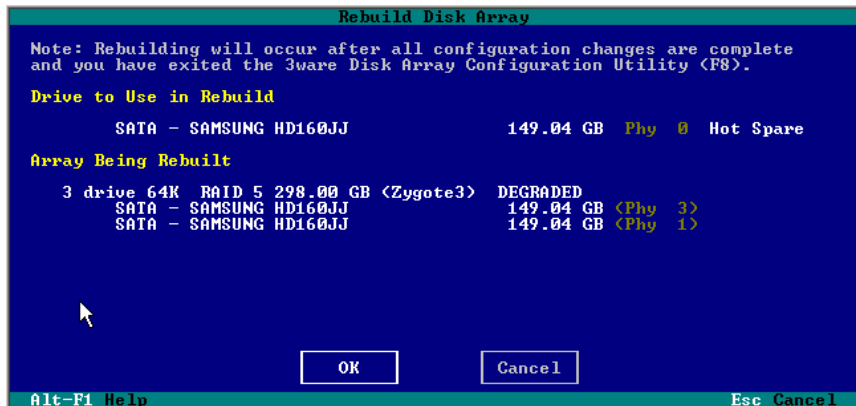 Rebuild Disk Array
Note: Rebuilding will occur after all configuration changes are complete
and you have exited the 3ware Disk Array Configuration Utility (F8).
Drive to Use in Rebuild
SATA - SAMSUNG HD160JJ 149.04 GB Phy 0 Hot Spare
Array Being Rebuilt
3 drive 64K RAID 5 298.00 GB (Zygote3) DEGRADED
SATA - SAMSUNG HD160JJ 149.04 GB (Phy 3)
SATA - SAMSUNG HD160JJ 149.04 GB (Phy 1)
OK Cancel
Alt-F1 Help Esc Cancel